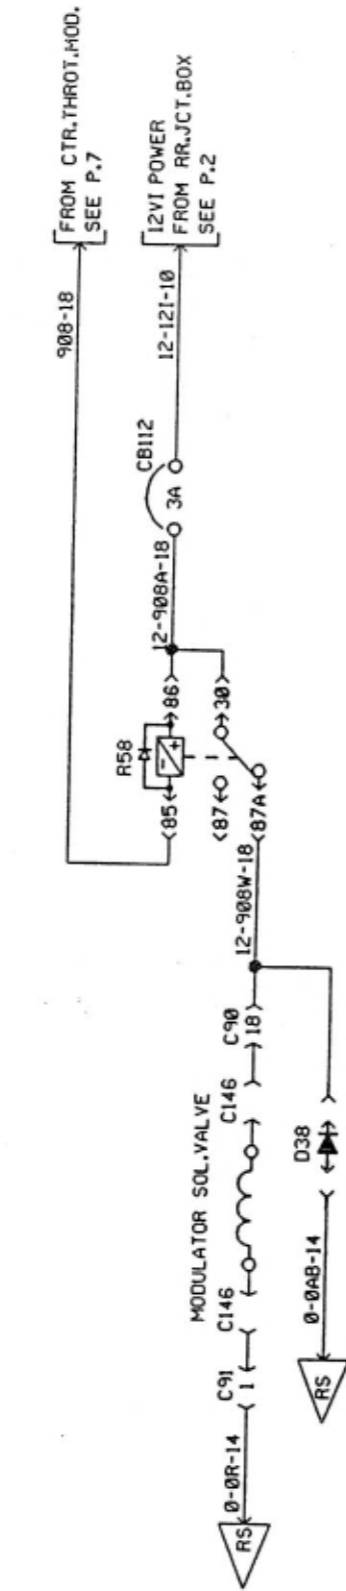 FROM CTR.THROT.MOD.
SEE P.7
908-18
12VI POWER
FROM RR.JCT.BOX
SEE P.2
12-12I-10
CB112
3A
12-908A-18
R58
85
86
- +
87
30
87A
12-908W-18
MODULATOR SOL.VALVE
C91
1
C146
C146
C90
18
0-0R-14
RS
D38
0-0AB-14
RS